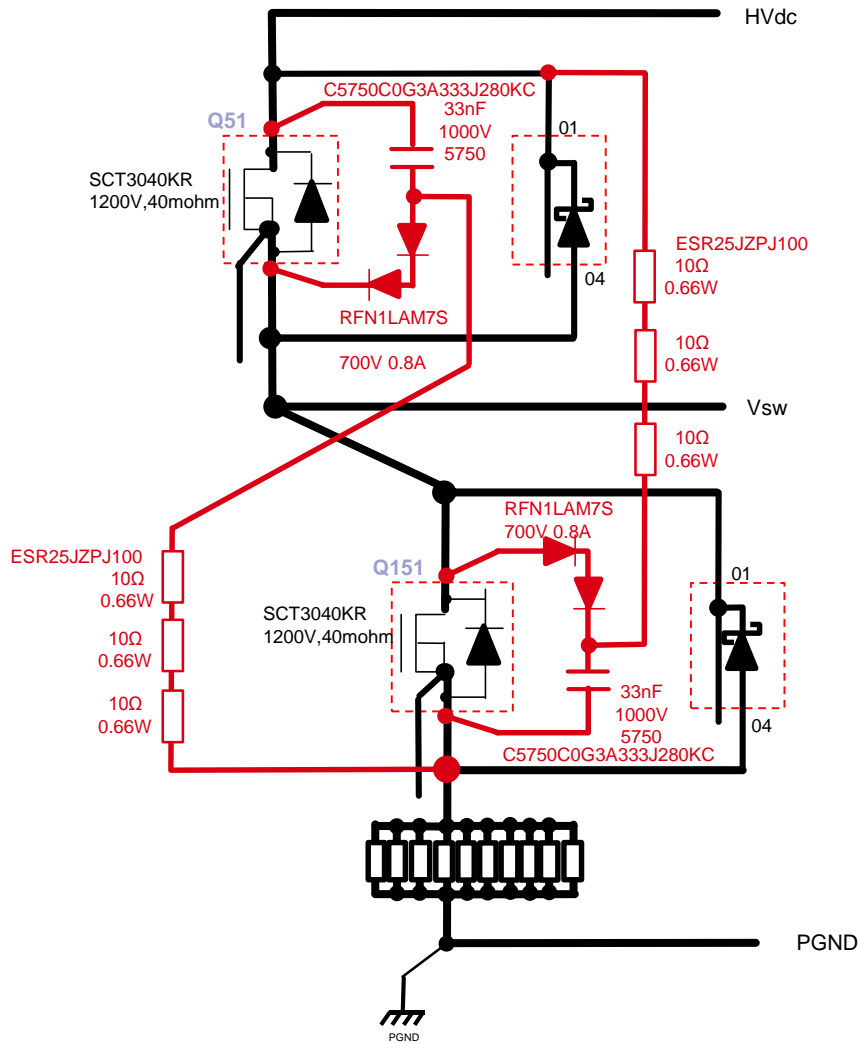 HVdc
C5750C0G3A333J280KC
33nF
1000V
5750
Q51
01
SCT3040KR
1200V,40mohm
ESR25JZPJ100
10Ω
0.66W
04
RFN1LAM7S
700V 0.8A
10Ω
0.66W
Vsw
10Ω
0.66W
RFN1LAM7S
700V 0.8A
ESR25JZPJ100
10Ω
0.66W
Q151
01
SCT3040KR
1200V,40mohm
10Ω
0.66W
10Ω
0.66W
33nF
1000V
5750
04
C5750C0G3A333J280KC
PGND
PGND